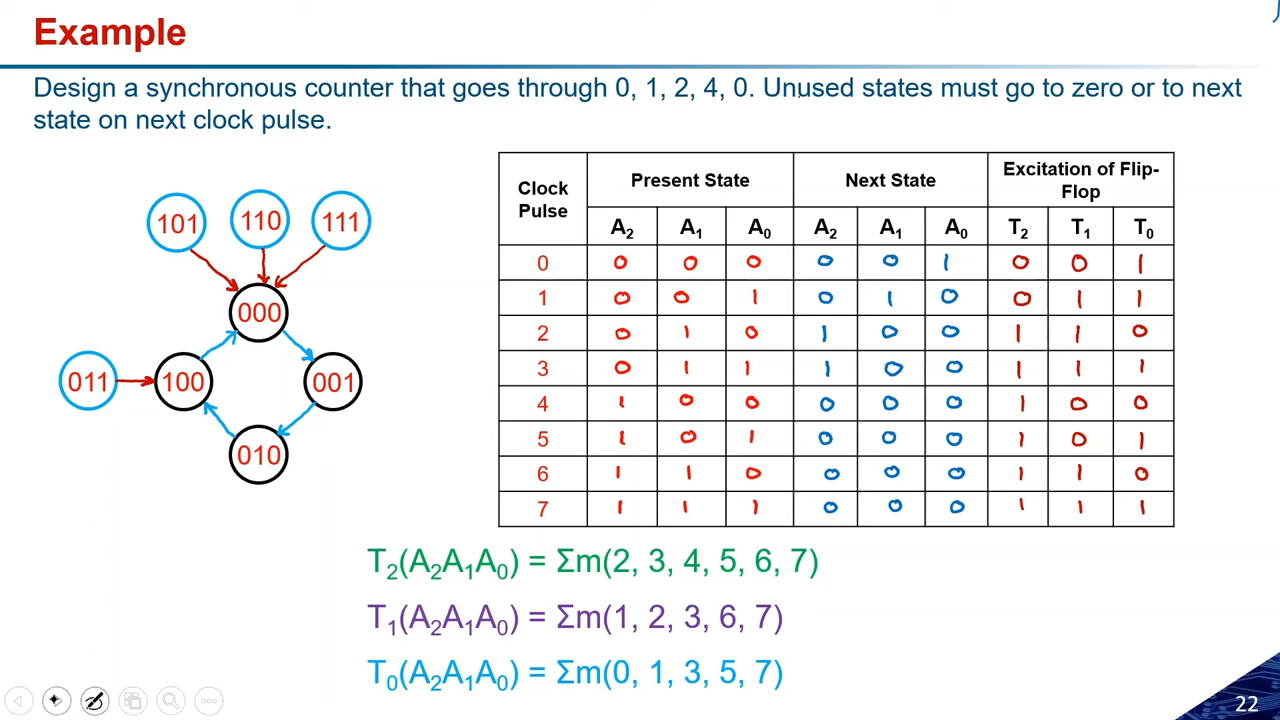 Example
Design a synchronous counter that goes through 0, 1, 2, 4, 0. Unused states must go to zero or to next
state on next clock pulse.
101 110 111
000
011 100 001
010
Clock Pulse Present State Next State Excitation of Flip-Flop
A₂ A₁ A₀ A₂ A₁ A₀ T₂ T₁ T₀
0 0 0 0 0 0 1 0 0 1
1 0 0 1 0 1 0 0 1 1
2 0 1 0 1 0 0 1 1 0
3 0 1 1 1 0 0 1 1 1
4 1 0 0 0 0 0 1 0 0
5 1 0 1 0 0 0 1 0 1
6 1 1 0 0 0 0 1 1 0
7 1 1 1 0 0 0 1 1 1
T₂(A₂A₁A₀) = Σm(2, 3, 4, 5, 6, 7)
T₁(A₂A₁A₀) = Σm(1, 2, 3, 6, 7)
T₀(A₂A₁A₀) = Σm(0, 1, 3, 5, 7)
22